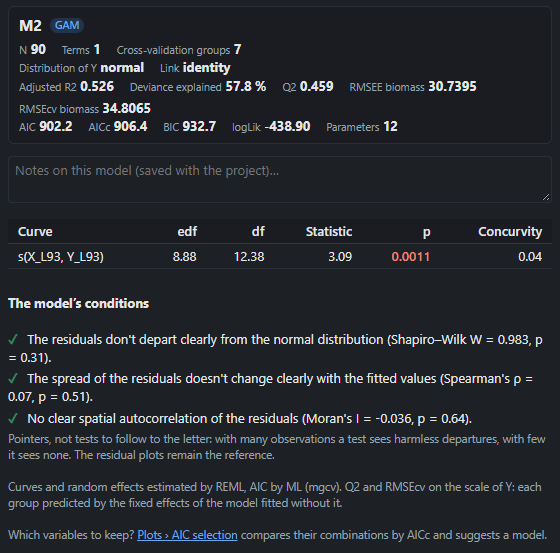 M2 GAM
N 90 Terms 1 Cross-validation groups 7
Distribution of Y normal Link identity
Adjusted R2 0.526 Deviance explained 57.8 % Q2 0.459 RMSEE biomass 30.7395
RMSEcv biomass 34.8065
AIC 902.2 AICc 906.4 BIC 932.7 logLik -438.90 Parameters 12
Notes on this model (saved with the project)...
Curve edf df Statistic p Concurvity
s(X_L93, Y_L93) 8.88 12.38 3.09 0.0011 0.04
The model's conditions
✓ The residuals don't depart clearly from the normal distribution (Shapiro–Wilk W = 0.983, p
= 0.31).
✓ The spread of the residuals doesn't change clearly with the fitted values (Spearman's ρ =
0.07, p = 0.51).
✓ No clear spatial autocorrelation of the residuals (Moran's I = -0.036, p = 0.64).
Pointers, not tests to follow to the letter: with many observations a test sees harmless departures, with few
it sees none. The residual plots remain the reference.
Curves and random effects estimated by REML, AIC by ML (mgcv). Q2 and RMSEcv on the scale of Y: each
group predicted by the fixed effects of the model fitted without it.
Which variables to keep? Plots › AIC selection compares their combinations by AICc and suggests a model.